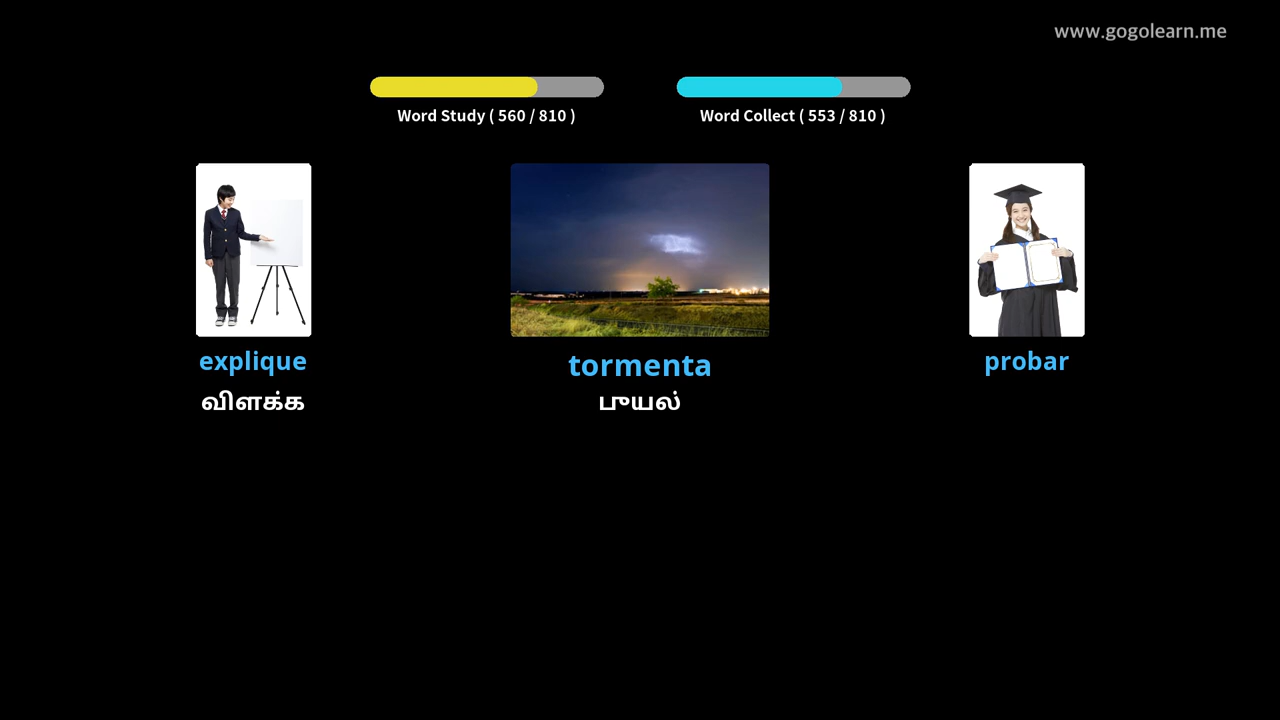 www.gogolearn.me
Word Study ( 560 / 810 )
Word Collect ( 553 / 810 )
explique
tormenta
probar
விளக்க
புயல்